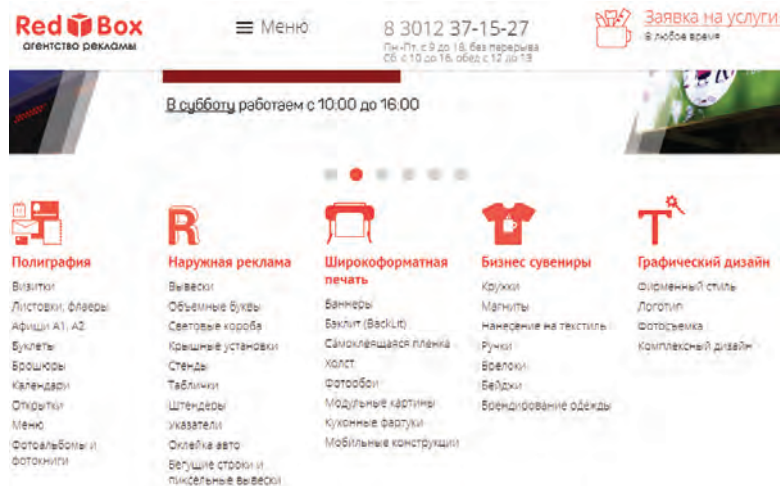 Red Box
агентство рекламы
Меню
8 3012 37-15-27
Пн-Пт, с 9 до 18, без перерыва
Сб. с 10 до 16, обед с 12 до 13
Заявка на услуги
В любое время
В субботу работаем с 10:00 до 16:00
Полиграфия
Визитки
Листовки, флаеры
Афиши А1, А2
Буклеты
Брошюры
Календари
Открытки
Меню
Фотоальбомы и
фотокниги
R
Наружная реклама
Вывески
Объемные буквы
Световые короба
Крышные установки
Стенды
Таблички
Штендеры
Указатели
Оклейка авто
Бегущие строки и
пиксельные вывески
Широкоформатная
печать
Баннеры
Бэклит (BackLit)
Самоклеящаяся пленка
Холст
Фотообои
Модульные картины
Кухонные фартуки
Мобильные конструкции
Бизнес сувениры
Кружки
Магниты
Нанесение на текстиль
Ручки
Брелоки
Бейджи
Брендирование одежды
T
Графический дизайн
Фирменный стиль
Логотип
Фотосъемка
Комплексный дизайн